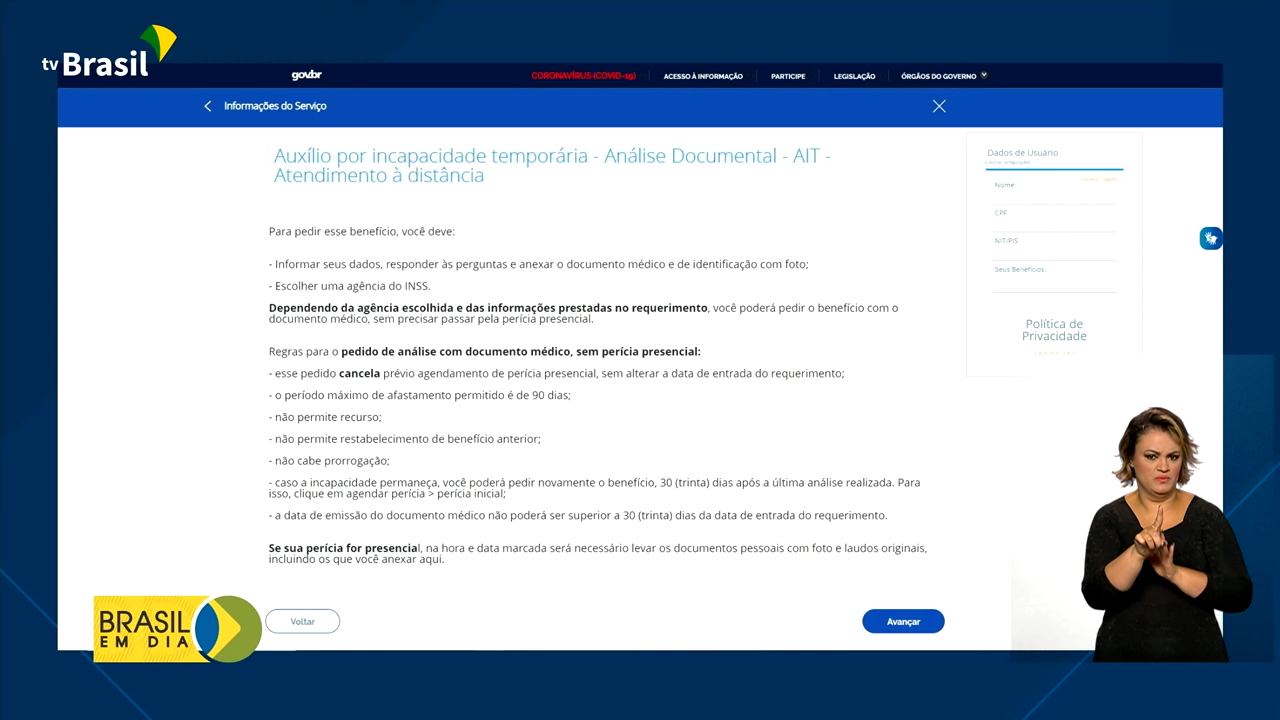 tv Brasil
gov.br
CORONAVÍRUS (COVID-19)
ACESSO À INFORMAÇÃO
PARTICIPE
LEGISLAÇÃO
ÓRGÃOS DO GOVERNO
Informações do Serviço
Auxílio por incapacidade temporária - Análise Documental - AIT -
Atendimento à distância
Para pedir esse benefício, você deve:
- Informar seus dados, responder às perguntas e anexar o documento médico e de identificação com foto;
- Escolher uma agência do INSS.
Dependendo da agência escolhida e das informações prestadas no requerimento, você poderá pedir o benefício com o
documento médico, sem precisar passar pela perícia presencial.
Regras para o pedido de análise com documento médico, sem perícia presencial:
- esse pedido cancela prévio agendamento de perícia presencial, sem alterar a data de entrada do requerimento;
- o período máximo de afastamento permitido é de 90 dias;
- não permite recurso;
- não permite restabelecimento de benefício anterior;
- não cabe prorrogação;
- caso a incapacidade permaneça, você poderá pedir novamente o benefício, 30 (trinta) dias após a última análise realizada. Para
isso, clique em agendar perícia > perícia inicial;
- a data de emissão do documento médico não poderá ser superior a 30 (trinta) dias da data de entrada do requerimento.
Se sua perícia for presencial, na hora e data marcada será necessário levar os documentos pessoais com foto e laudos originais,
incluindo os que você anexar aqui.
Voltar
Avançar
Dados de Usuário
Nome:
CPF
NIT/PIS
Seus Benefícios:
Política de
Privacidade
BRASIL
EM DIA